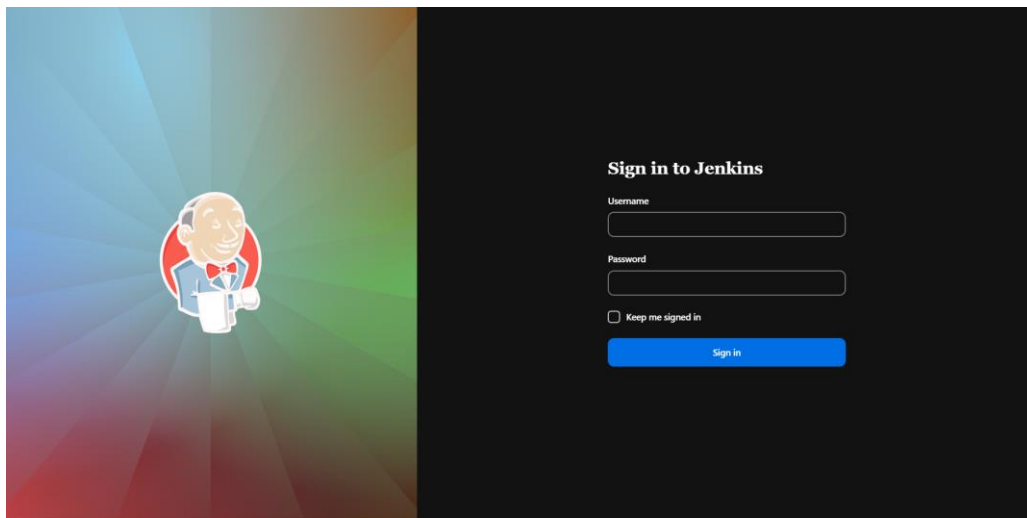 Sign in to Jenkins
Username
Password
Keep me signed in
Sign in